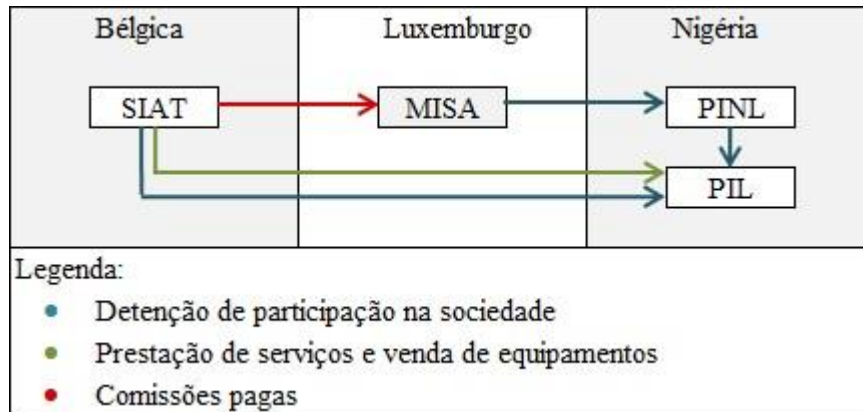 Bélgica Luxemburgo Nigéria
SIAT MISA PINL
PIL
Legenda:
• Detenção de participação na sociedade
• Prestação de serviços e venda de equipamentos
• Comissões pagas